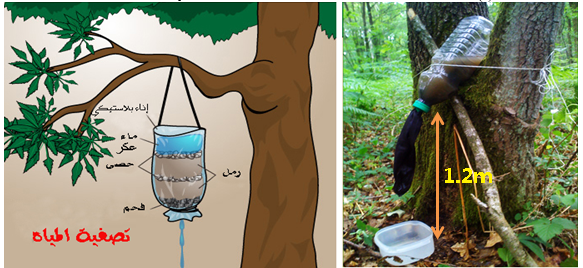 إناء بلاستيكي
ماء
عكر
حصى
رمل
فحم
تصفية المياه
1.2m